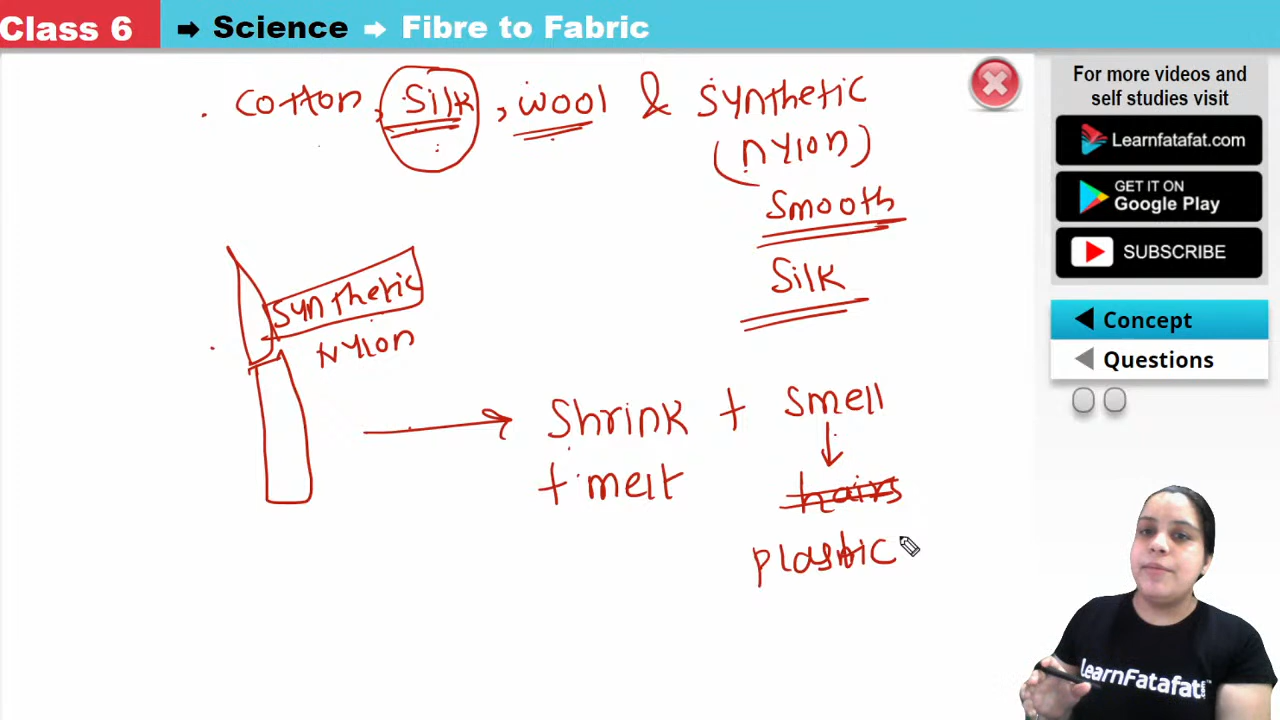 Class 6 → Science → Fibre to Fabric
. Cotton, Silk, wool & Synthetic
(nylon)
Smooth
Silk
Synthetic
Nylon
Shrink + Smell
+ melt
hairs
plastic
For more videos and
self studies visit
Learnfatafat.com
GET IT ON
Google Play
SUBSCRIBE
Concept
Questions
LearnFatafat™